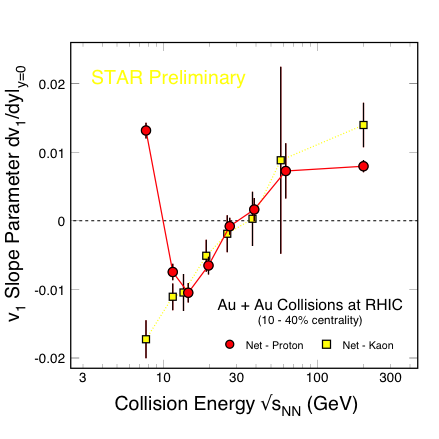 STAR Preliminary
v1 Slope Parameter dv1/dy|y=0
0.02
0.01
0
-0.01
-0.02
Au + Au Collisions at RHIC
(10 - 40% centrality)
Net - Proton
Net - Kaon
3
10
30
100
300
Collision Energy √sNN (GeV)